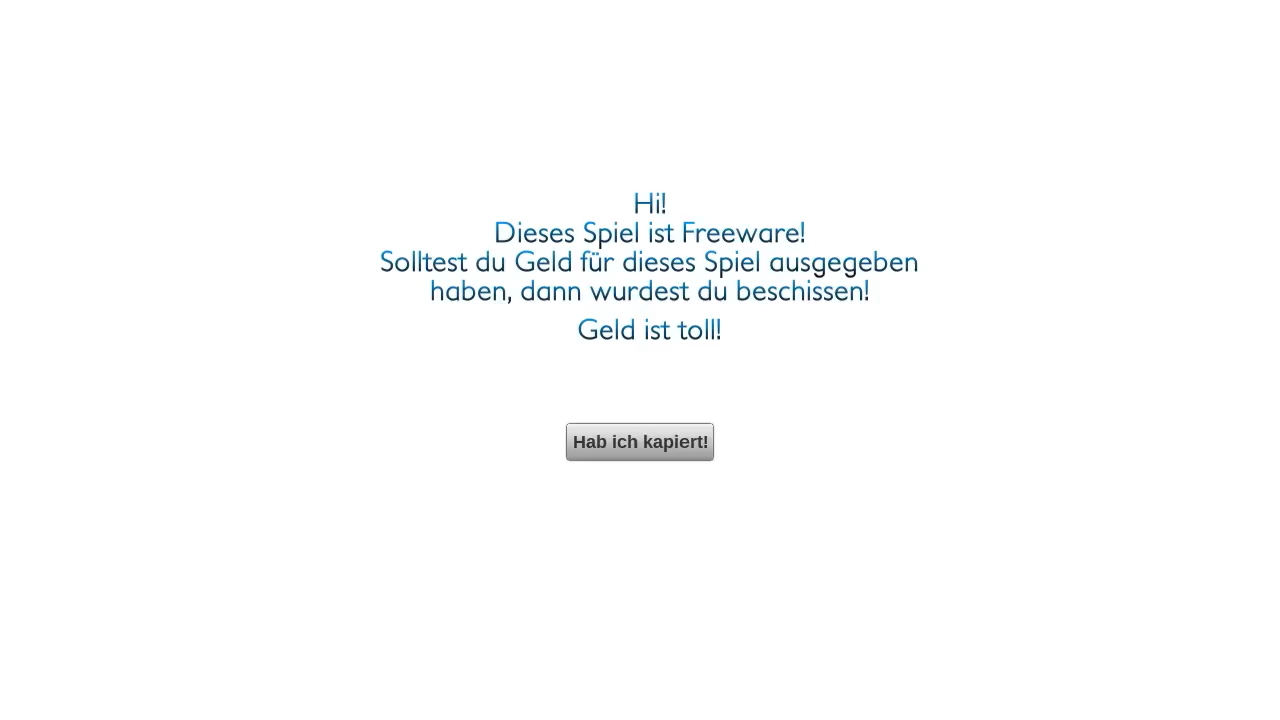 Hi!
Dieses Spiel ist Freeware!
Solltest du Geld für dieses Spiel ausgegeben
haben, dann wurdest du beschissen!
Geld ist toll!
Hab ich kapiert!